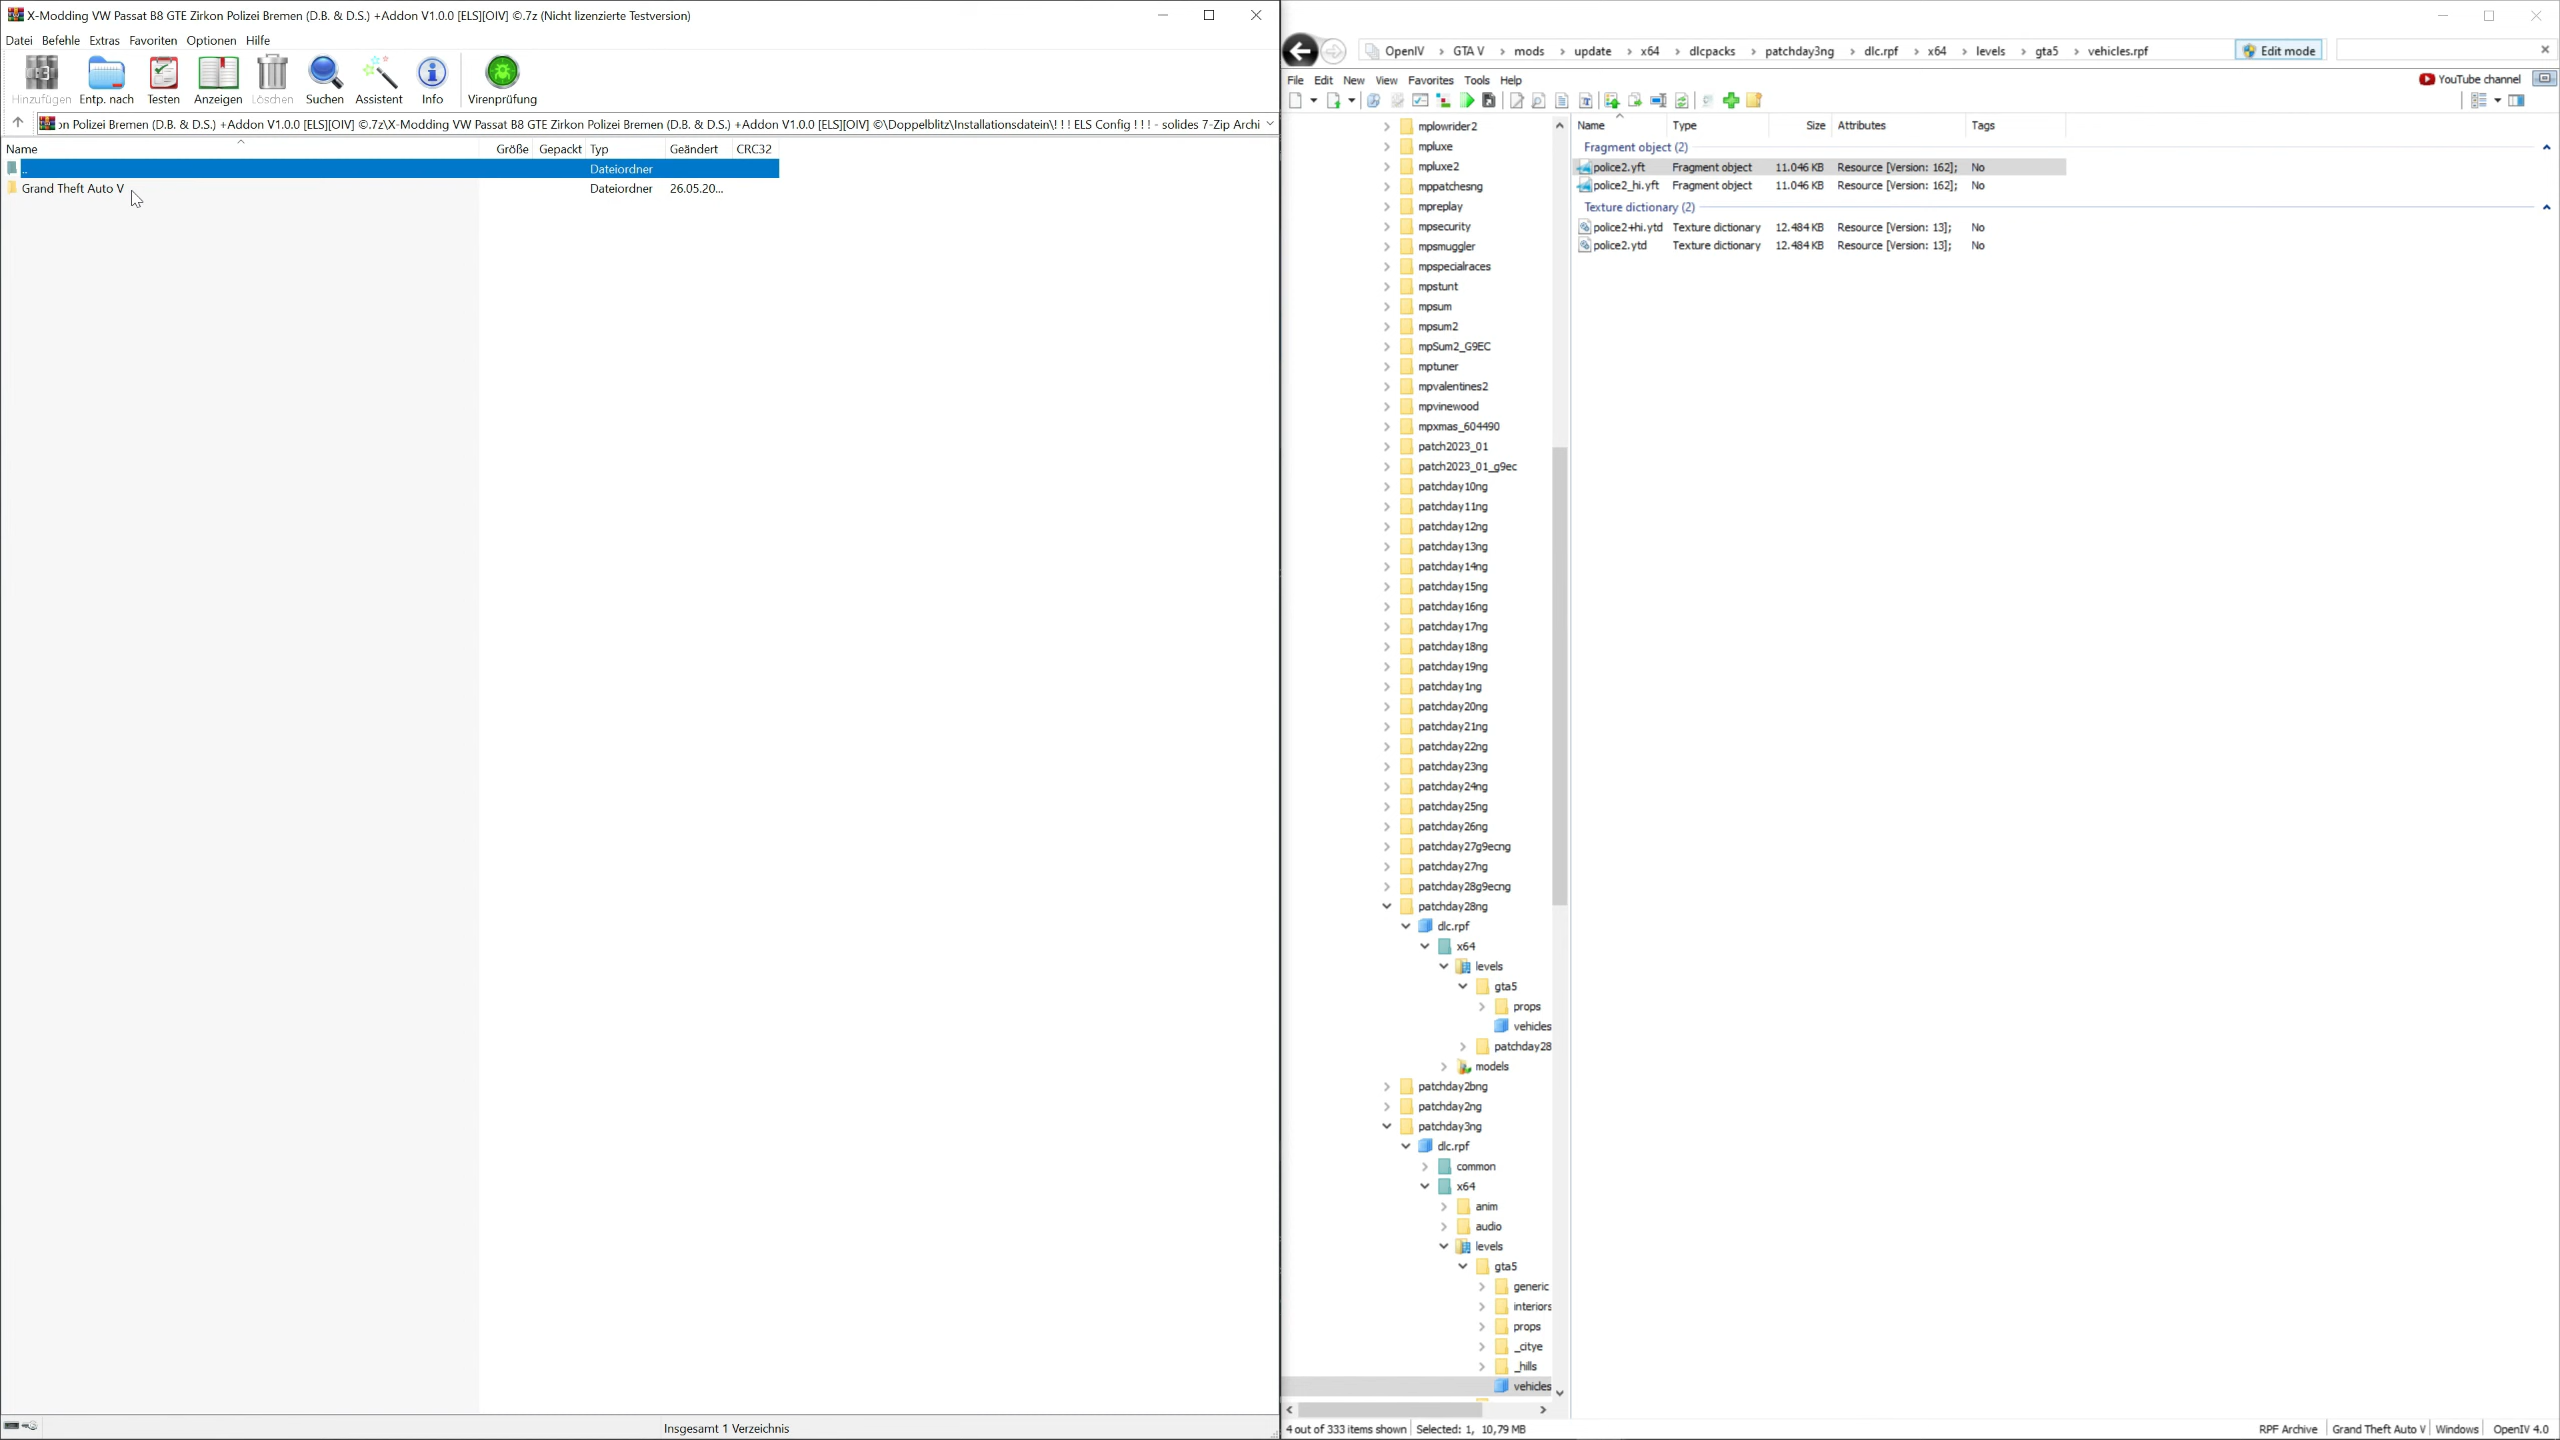 X-Modding VW Passat B8 GTE Zirkon Polizei Bremen (D.B. & D.S.) +Addon V1.0.0 [ELS][OIV] ©.7z (Nicht lizenzierte Testversion)
Datei Befehle Extras Favoriten Optionen Hilfe
Hinzufügen Entp. nach Testen Anzeigen Löschen Suchen Assistent Info Virenprüfung
on Polizei Bremen (D.B. & D.S.) +Addon V1.0.0 [ELS][OIV] ©.7z\X-Modding VW Passat B8 GTE Zirkon Polizei Bremen (D.B. & D.S.) +Addon V1.0.0 [ELS][OIV] ©\Doppelblitz\Installationsdatein\! ! ! ELS Config ! ! ! - solides 7-Zip Archi
Name Größe Gepackt Typ Geändert CRC32
.. Dateiordner
Grand Theft Auto V Dateiordner 26.05.20...
Insgesamt 1 Verzeichnis
OpenIV › GTA V › mods › update › x64 › dlcpacks › patchday3ng › dlc.rpf › x64 › levels › gta5 › vehicles.rpf
Edit mode
File Edit New View Favorites Tools Help
YouTube channel
mplowrider2
mpluxe
mpluxe2
mppatchesng
mpreplay
mpsecurity
mpsmuggler
mpspecialraces
mpstunt
mpsum
mpsum2
mpSum2_G9EC
mptuner
mpvalentines2
mpvinewood
mpxmas_604490
patch2023_01
patch2023_01_g9ec
patchday10ng
patchday11ng
patchday12ng
patchday13ng
patchday14ng
patchday15ng
patchday16ng
patchday17ng
patchday18ng
patchday19ng
patchday1ng
patchday20ng
patchday21ng
patchday22ng
patchday23ng
patchday24ng
patchday25ng
patchday26ng
patchday27g9ecng
patchday27ng
patchday28g9ecng
patchday28ng
dlc.rpf
x64
levels
gta5
props
vehicles
patchday28
models
patchday2bng
patchday2ng
patchday3ng
dlc.rpf
common
x64
anim
audio
levels
gta5
generic
interiors
props
_citye
_hills
vehicles
Name Type Size Attributes Tags
Fragment object (2)
police2.yft Fragment object 11.046 KB Resource [Version: 162]; No
police2_hi.yft Fragment object 11.046 KB Resource [Version: 162]; No
Texture dictionary (2)
police2+hi.ytd Texture dictionary 12.484 KB Resource [Version: 13]; No
police2.ytd Texture dictionary 12.484 KB Resource [Version: 13]; No
4 out of 333 items shown Selected: 1, 10,79 MB
RPF Archive Grand Theft Auto V Windows OpenIV 4.0